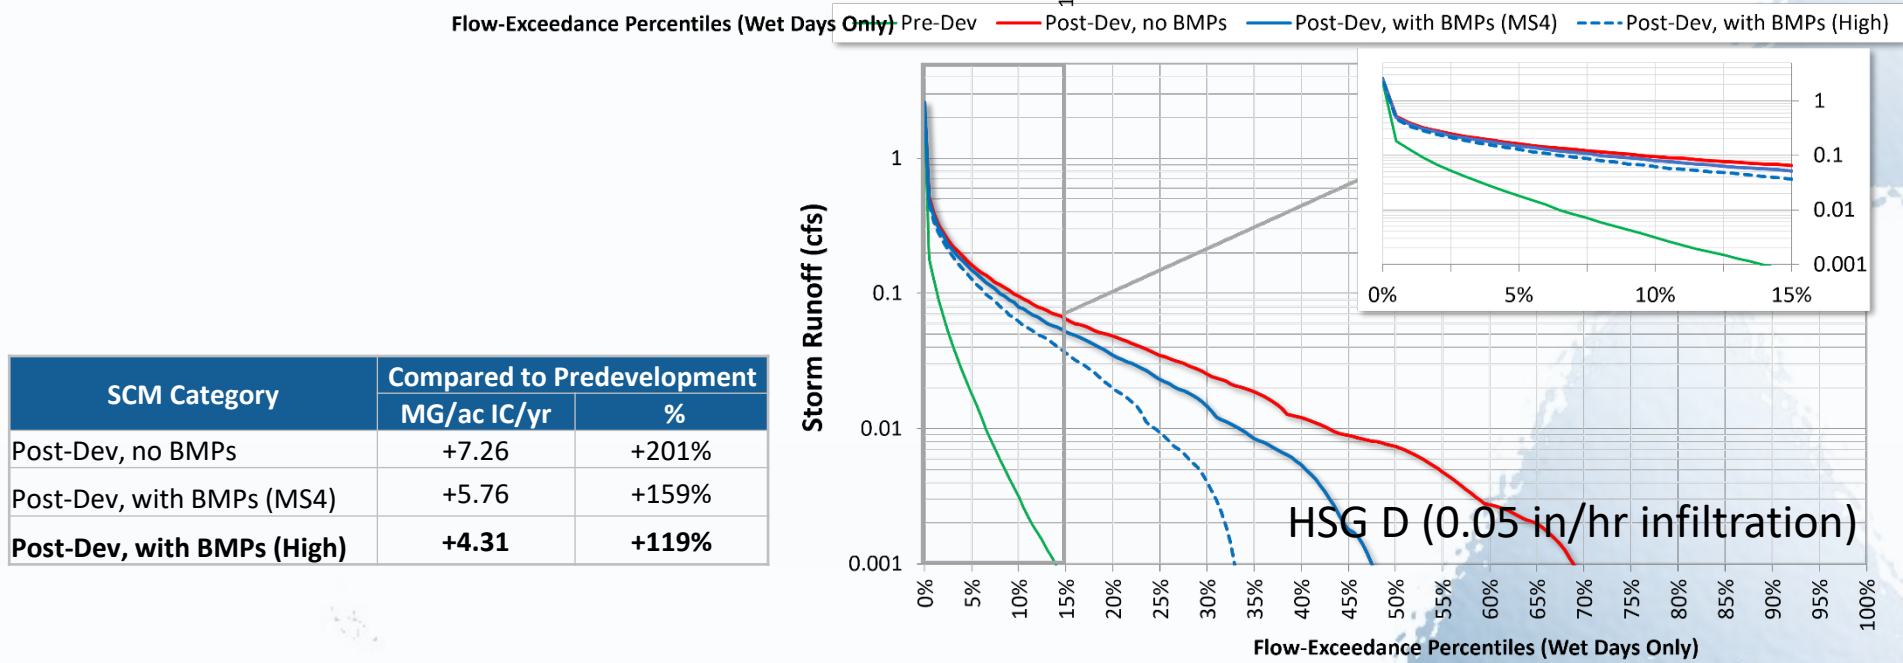 Flow-Exceedance Percentiles (Wet Days Only)
Pre-Dev
Post-Dev, no BMPs
Post-Dev, with BMPs (MS4)
Post-Dev, with BMPs (High)
SCM Category
Compared to Predevelopment
MG/ac IC/yr %
Post-Dev, no BMPs +7.26 +201%
Post-Dev, with BMPs (MS4) +5.76 +159%
Post-Dev, with BMPs (High) +4.31 +119%
Storm Runoff (cfs)
1
0.1
0.01
0.001
1
0.1
0.01
0.001
0% 5% 10% 15%
HSG D (0.05 in/hr infiltration)
0% 5% 10% 15% 20% 25% 30% 35% 40% 45% 50% 55% 60% 65% 70% 75% 80% 85% 90% 95% 100%
Flow-Exceedance Percentiles (Wet Days Only)